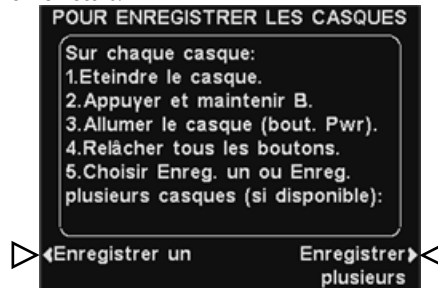 POUR ENREGISTRER LES CASQUES
Sur chaque casque:
1.Eteindre le casque.
2.Appuyer et maintenir B.
3.Allumer le casque (bout. Pwr).
4.Relâcher tous les boutons.
5.Choisir Enreg. un ou Enreg.
plusieurs casques (si disponible):
Enregistrer un
Enregistrer
plusieurs